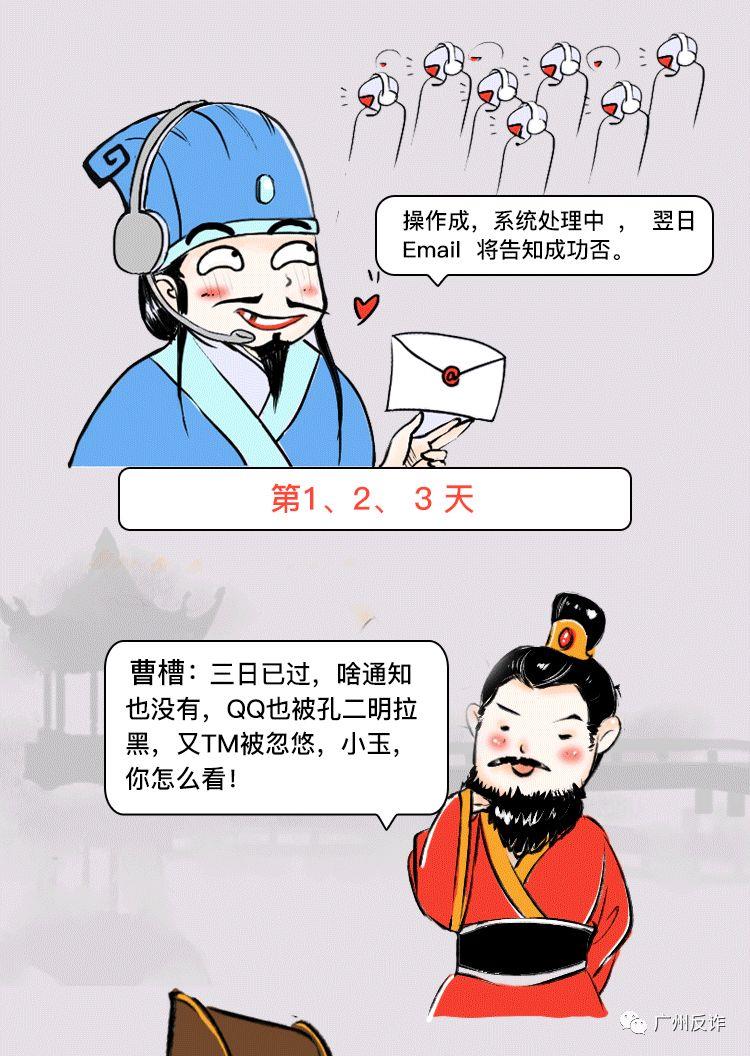 操作成，系统处理中 ， 翌日
Email 将告知成功否。
@
第1、2、 3 天
曹槽：三日已过，啥通知
也没有，QQ也被孔二明拉
黑，又TM被忽悠，小玉，
你怎么看！
广州反诈